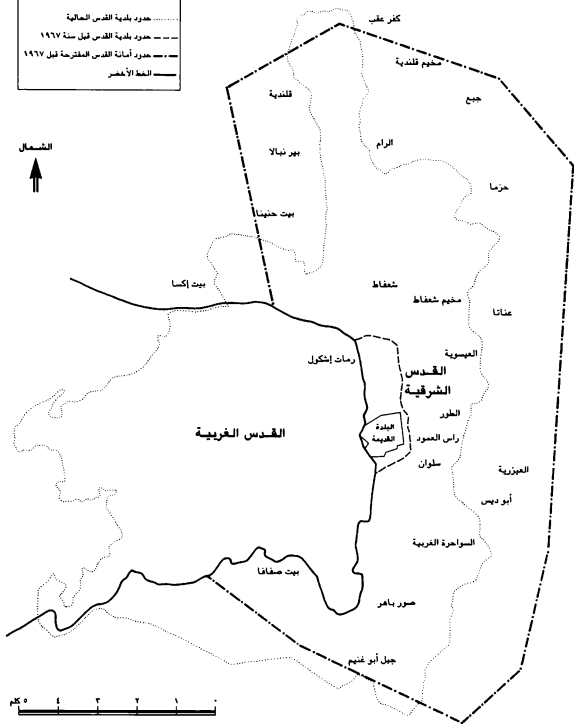 حدود بلدية القدس الحالية
حدود بلدية القدس قبل سنة ١٩٦٧
حدود أمانة القدس المقترحة قبل ١٩٦٧
الخط الأخضر
كفر عقب
مخيم قلندية
قلندية
جبع
الشمال
الرام
بير نبالا
حزما
بيت حنينا
بيت إكسا
شعفاط
مخيم شعفاط
عناتا
رمات إشكول
العيسوية
القدس
الشرقية
الطور
البلدة
القديمة
القدس الغربية
راس العمود
سلوان
العيزرية
أبو ديس
السواحرة الغربية
بيت صفافا
صور باهر
جبل أبو غنيم
٥ كلم ٤ ٣ ٢ ١ ٠